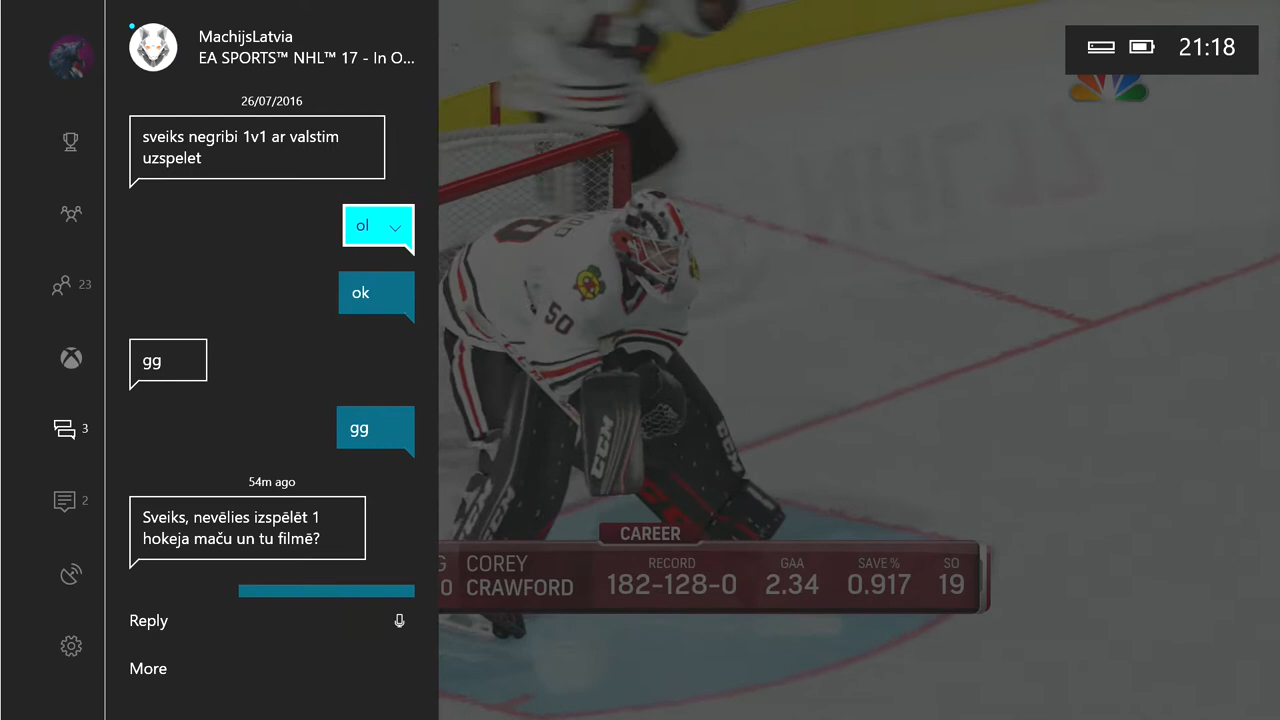 MachijsLatvia
EA SPORTS™ NHL™ 17 - In O...
21:18
26/07/2016
sveiks negribi 1v1 ar valstim
uzspelet
ol
ok
23
gg
3
gg
54m ago
2
Sveiks, nevēlies izspēlēt 1
hokeja maču un tu filmē?
Reply
More
50
CCM
CAREER
COREY
CRAWFORD
RECORD
182-128-0
GAA
2.34
SAVE %
0.917
SO
19